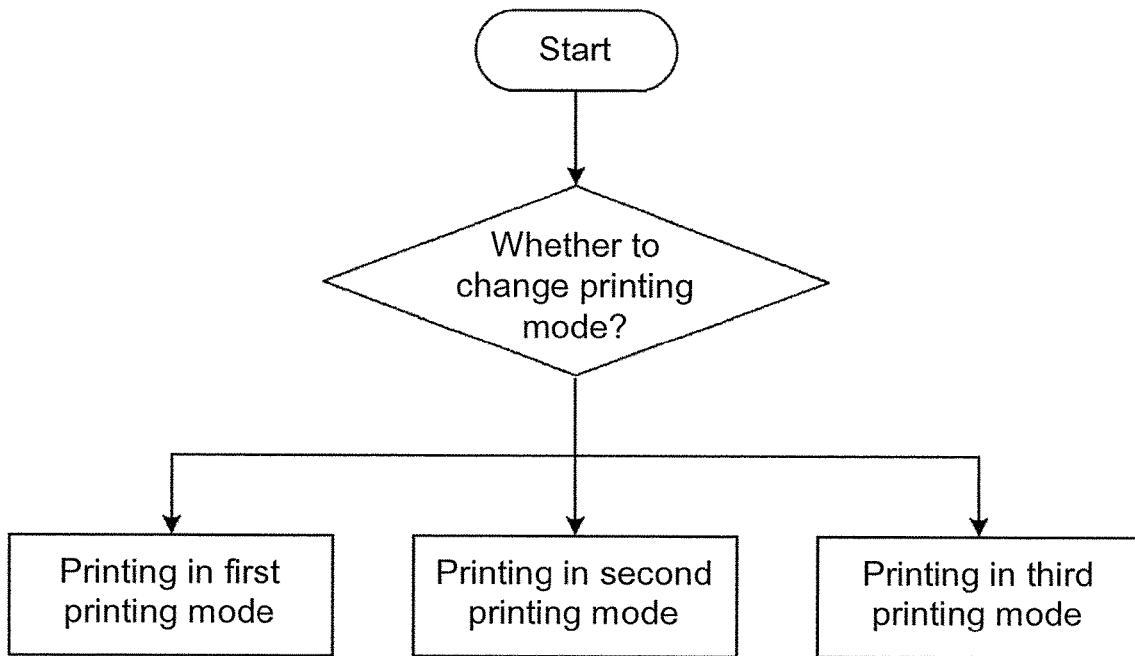 Start
Whether to
change printing
mode?
Printing in first
printing mode
Printing in second
printing mode
Printing in third
printing mode